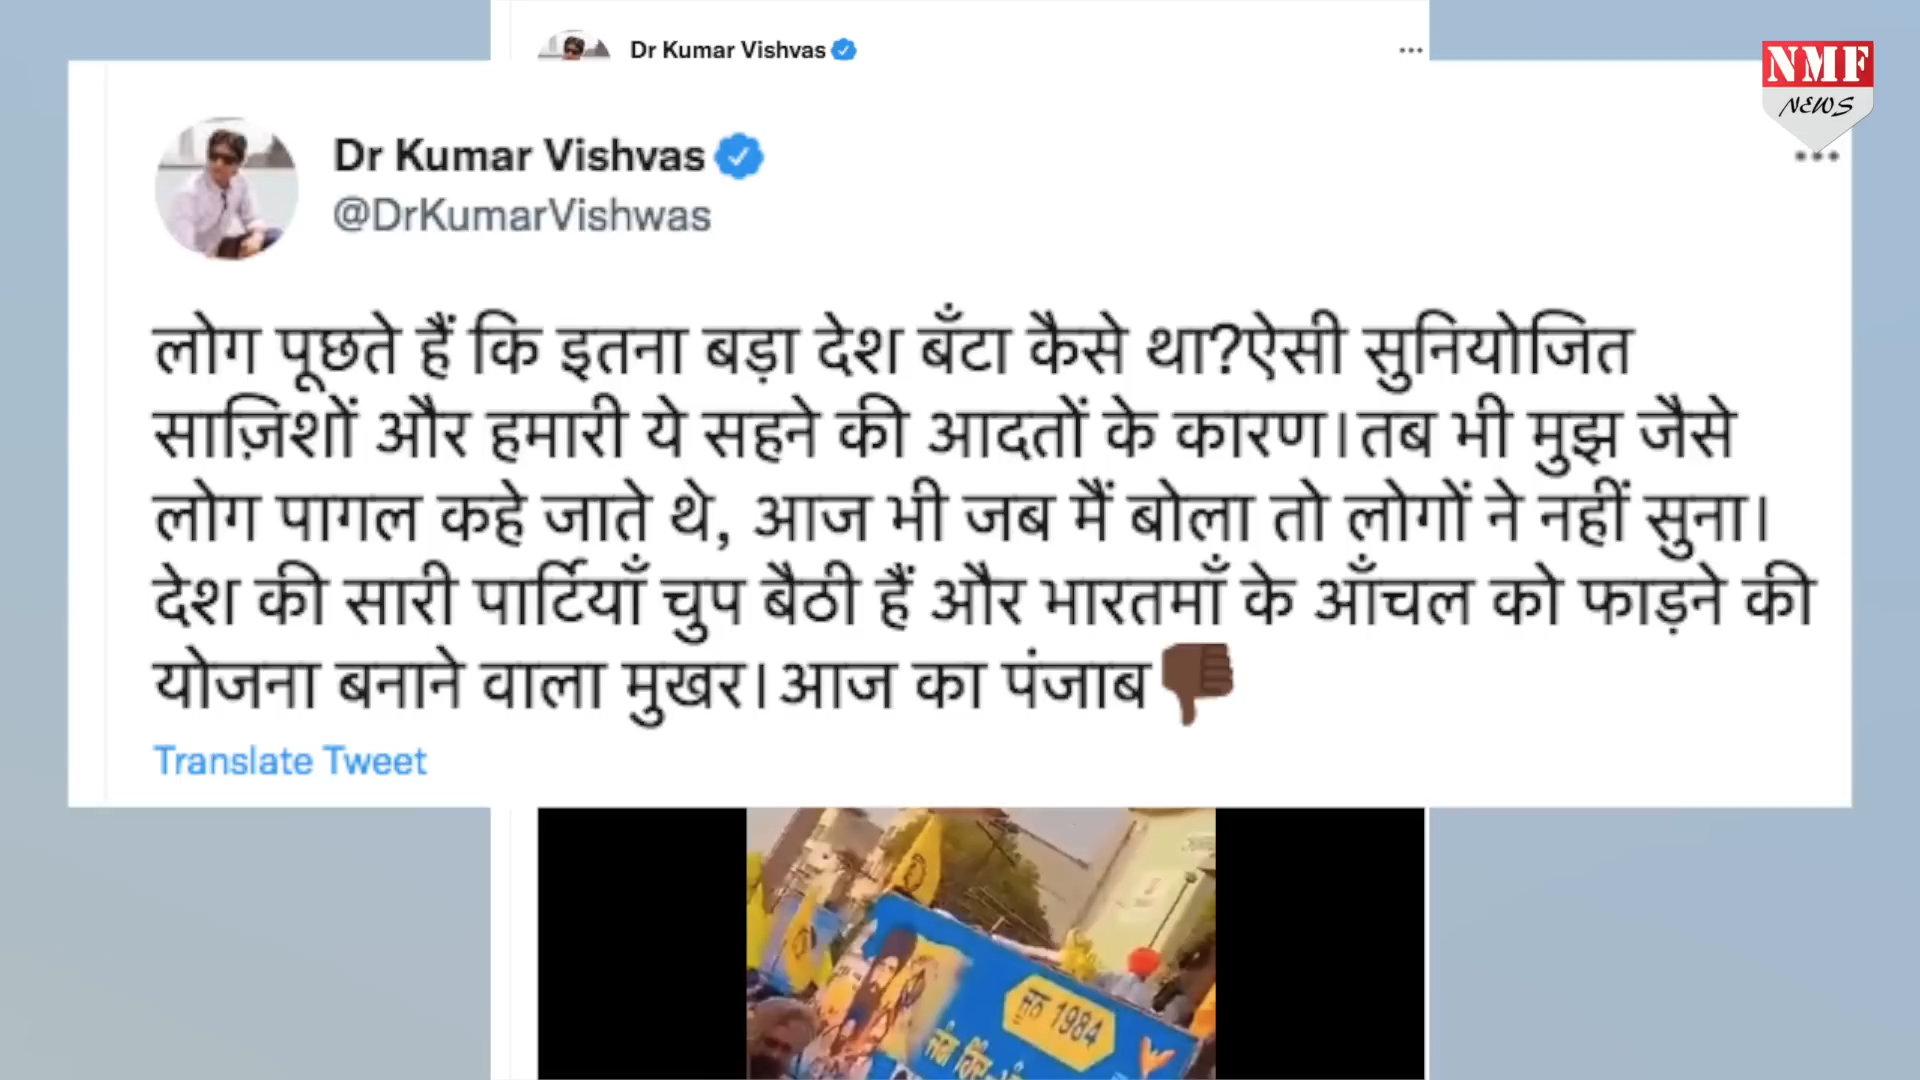 Dr Kumar Vishvas
NMF
NEWS
Dr Kumar Vishvas
@DrKumarVishwas
लोग पूछते हैं कि इतना बड़ा देश बँटा कैसे था?ऐसी सुनियोजित
साज़िशों और हमारी ये सहने की आदतों के कारण।तब भी मुझ जैसे
लोग पागल कहे जाते थे, आज भी जब मैं बोला तो लोगों ने नहीं सुना।
देश की सारी पार्टियाँ चुप बैठी हैं और भारतमाँ के आँचल को फाड़ने की
योजना बनाने वाला मुखर।आज का पंजाब👎🏿
Translate Tweet
ਜੂਨ 1984